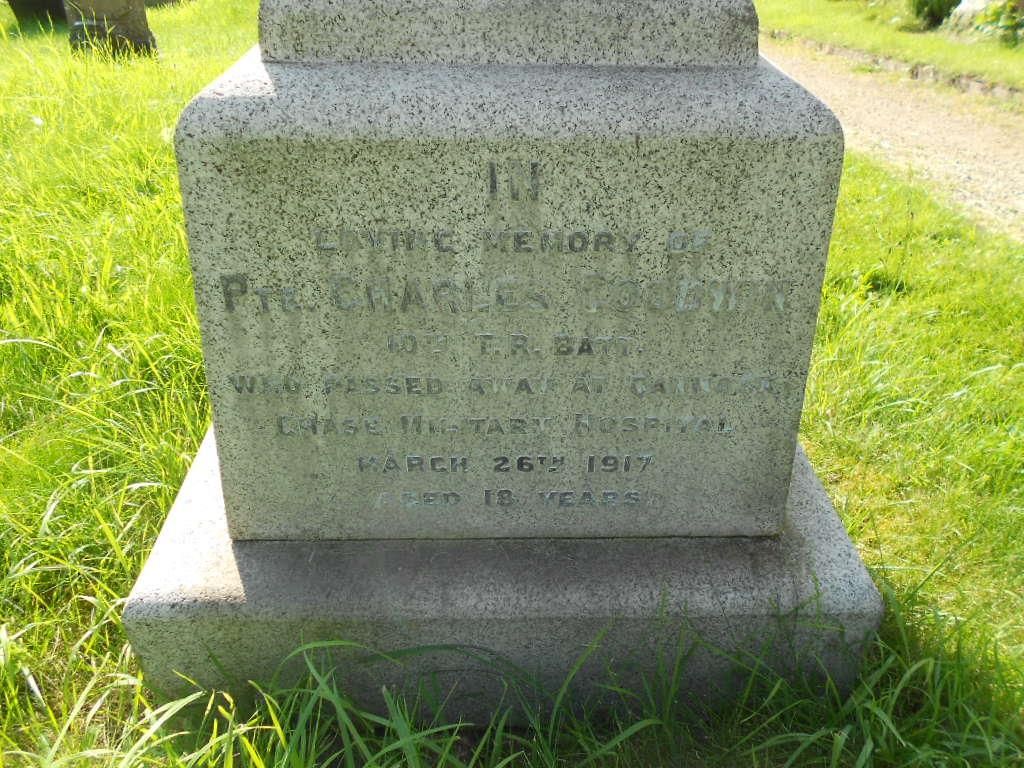 IN
LOVING MEMORY OF
PTE. CHARLES GOODWIN
10TH T.R. BATT.
WHO PASSED AWAY AT CANNOCK
CHASE MILITARY HOSPITAL
MARCH 26TH 1917
AGED 18 YEARS.